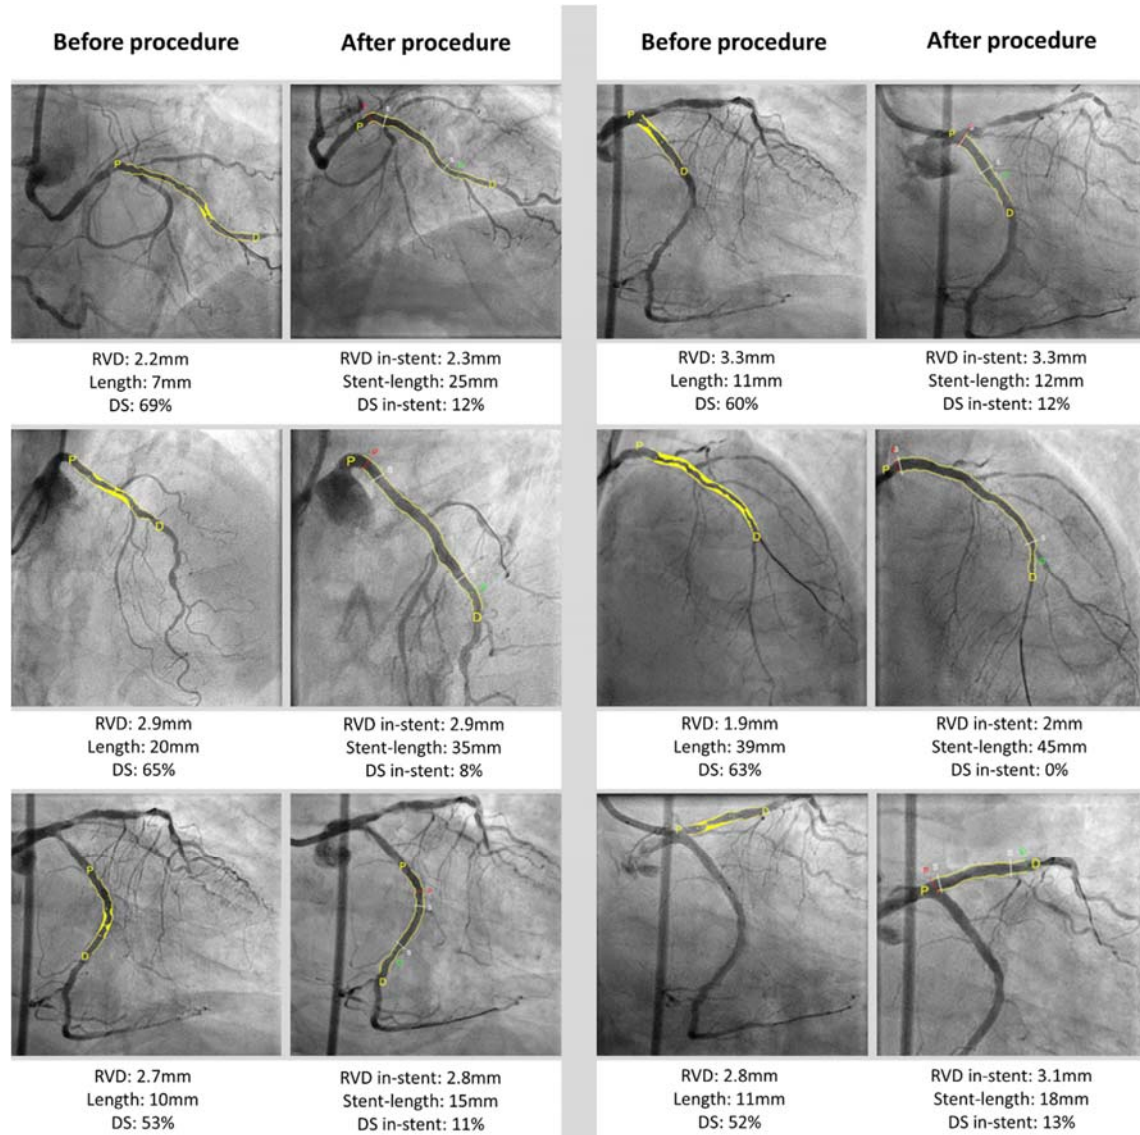 Before procedure
After procedure
Before procedure
After procedure
P
D
P
D
P
D
P
D
RVD: 2.2mm
Length: 7mm
DS: 69%
RVD in-stent: 2.3mm
Stent-length: 25mm
DS in-stent: 12%
RVD: 3.3mm
Length: 11mm
DS: 60%
RVD in-stent: 3.3mm
Stent-length: 12mm
DS in-stent: 12%
P
D
P
D
P
D
P
D
RVD: 2.9mm
Length: 20mm
DS: 65%
RVD in-stent: 2.9mm
Stent-length: 35mm
DS in-stent: 8%
RVD: 1.9mm
Length: 39mm
DS: 63%
RVD in-stent: 2mm
Stent-length: 45mm
DS in-stent: 0%
P
D
P
D
P
D
P
D
RVD: 2.7mm
Length: 10mm
DS: 53%
RVD in-stent: 2.8mm
Stent-length: 15mm
DS in-stent: 11%
RVD: 2.8mm
Length: 11mm
DS: 52%
RVD in-stent: 3.1mm
Stent-length: 18mm
DS in-stent: 13%